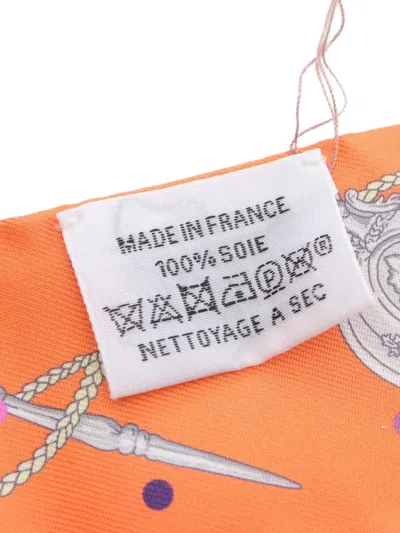 MADE IN FRANCE
100% SOIE
P ®
NETTOYAGE A SEC